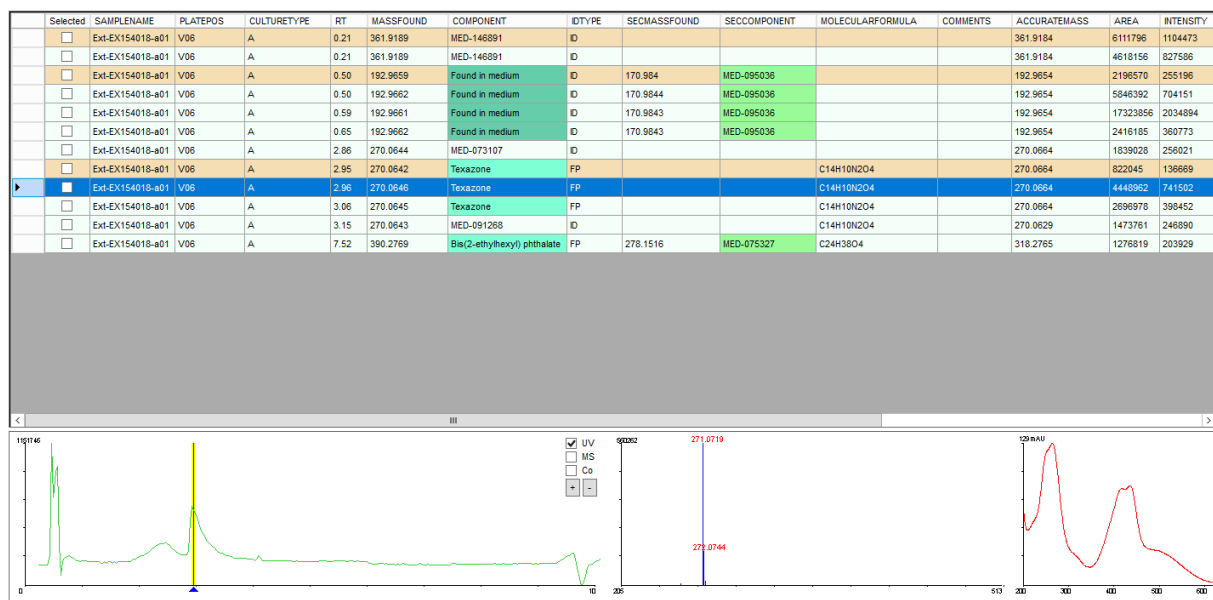 Selected SAMPLENAME PLATEPOS CULTURETYPE RT MASSFOUND COMPONENT IDTYPE SECMASSFOUND SECCOMPONENT MOLECULARFORMULA COMMENTS ACCURATEMASS AREA INTENSITY
Ext-EX154018-a01 V06 A 0.21 361.9189 MED-146891 ID 361.9184 6111796 1104473
Ext-EX154018-a01 V06 A 0.21 361.9189 MED-146891 ID 361.9184 4618156 827586
Ext-EX154018-a01 V06 A 0.50 192.9659 Found in medium ID 170.984 MED-095036 192.9654 2196570 255196
Ext-EX154018-a01 V06 A 0.50 192.9662 Found in medium ID 170.9844 MED-095036 192.9654 5846392 704151
Ext-EX154018-a01 V06 A 0.59 192.9661 Found in medium ID 170.9843 MED-095036 192.9654 17323856 2034894
Ext-EX154018-a01 V06 A 0.65 192.9662 Found in medium ID 170.9843 MED-095036 192.9654 2416185 360773
Ext-EX154018-a01 V06 A 2.86 270.0644 MED-073107 ID 270.0664 1839028 256021
Ext-EX154018-a01 V06 A 2.95 270.0642 Texazone FP C14H10N2O4 270.0664 822045 136669
Ext-EX154018-a01 V06 A 2.96 270.0646 Texazone FP C14H10N2O4 270.0664 4448962 741502
Ext-EX154018-a01 V06 A 3.06 270.0645 Texazone FP C14H10N2O4 270.0664 2696978 398452
Ext-EX154018-a01 V06 A 3.15 270.0643 MED-091268 ID C14H10N2O4 270.0629 1473761 246890
Ext-EX154018-a01 V06 A 7.52 390.2769 Bis(2-ethylhexyl) phthalate FP 278.1516 MED-075327 C24H38O4 318.2765 1276819 203929
UV
MS
Co
+ -
0 10
271.0719
272.0744
205 513
129 mAU
200 300 400 500 600